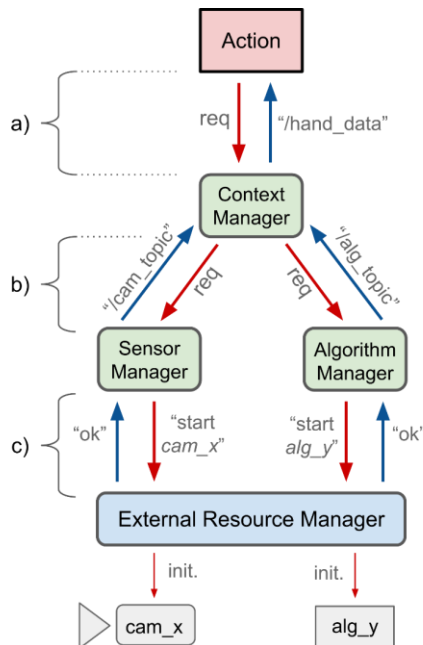 Action
a)
req
"/hand_data"
Context
Manager
b)
"/cam_topic"
req
req
"/alg_topic"
Sensor
Manager
Algorithm
Manager
c)
"ok"
"start
cam_x"
"start
alg_y"
"ok"
External Resource Manager
init.
init.
cam_x
alg_y